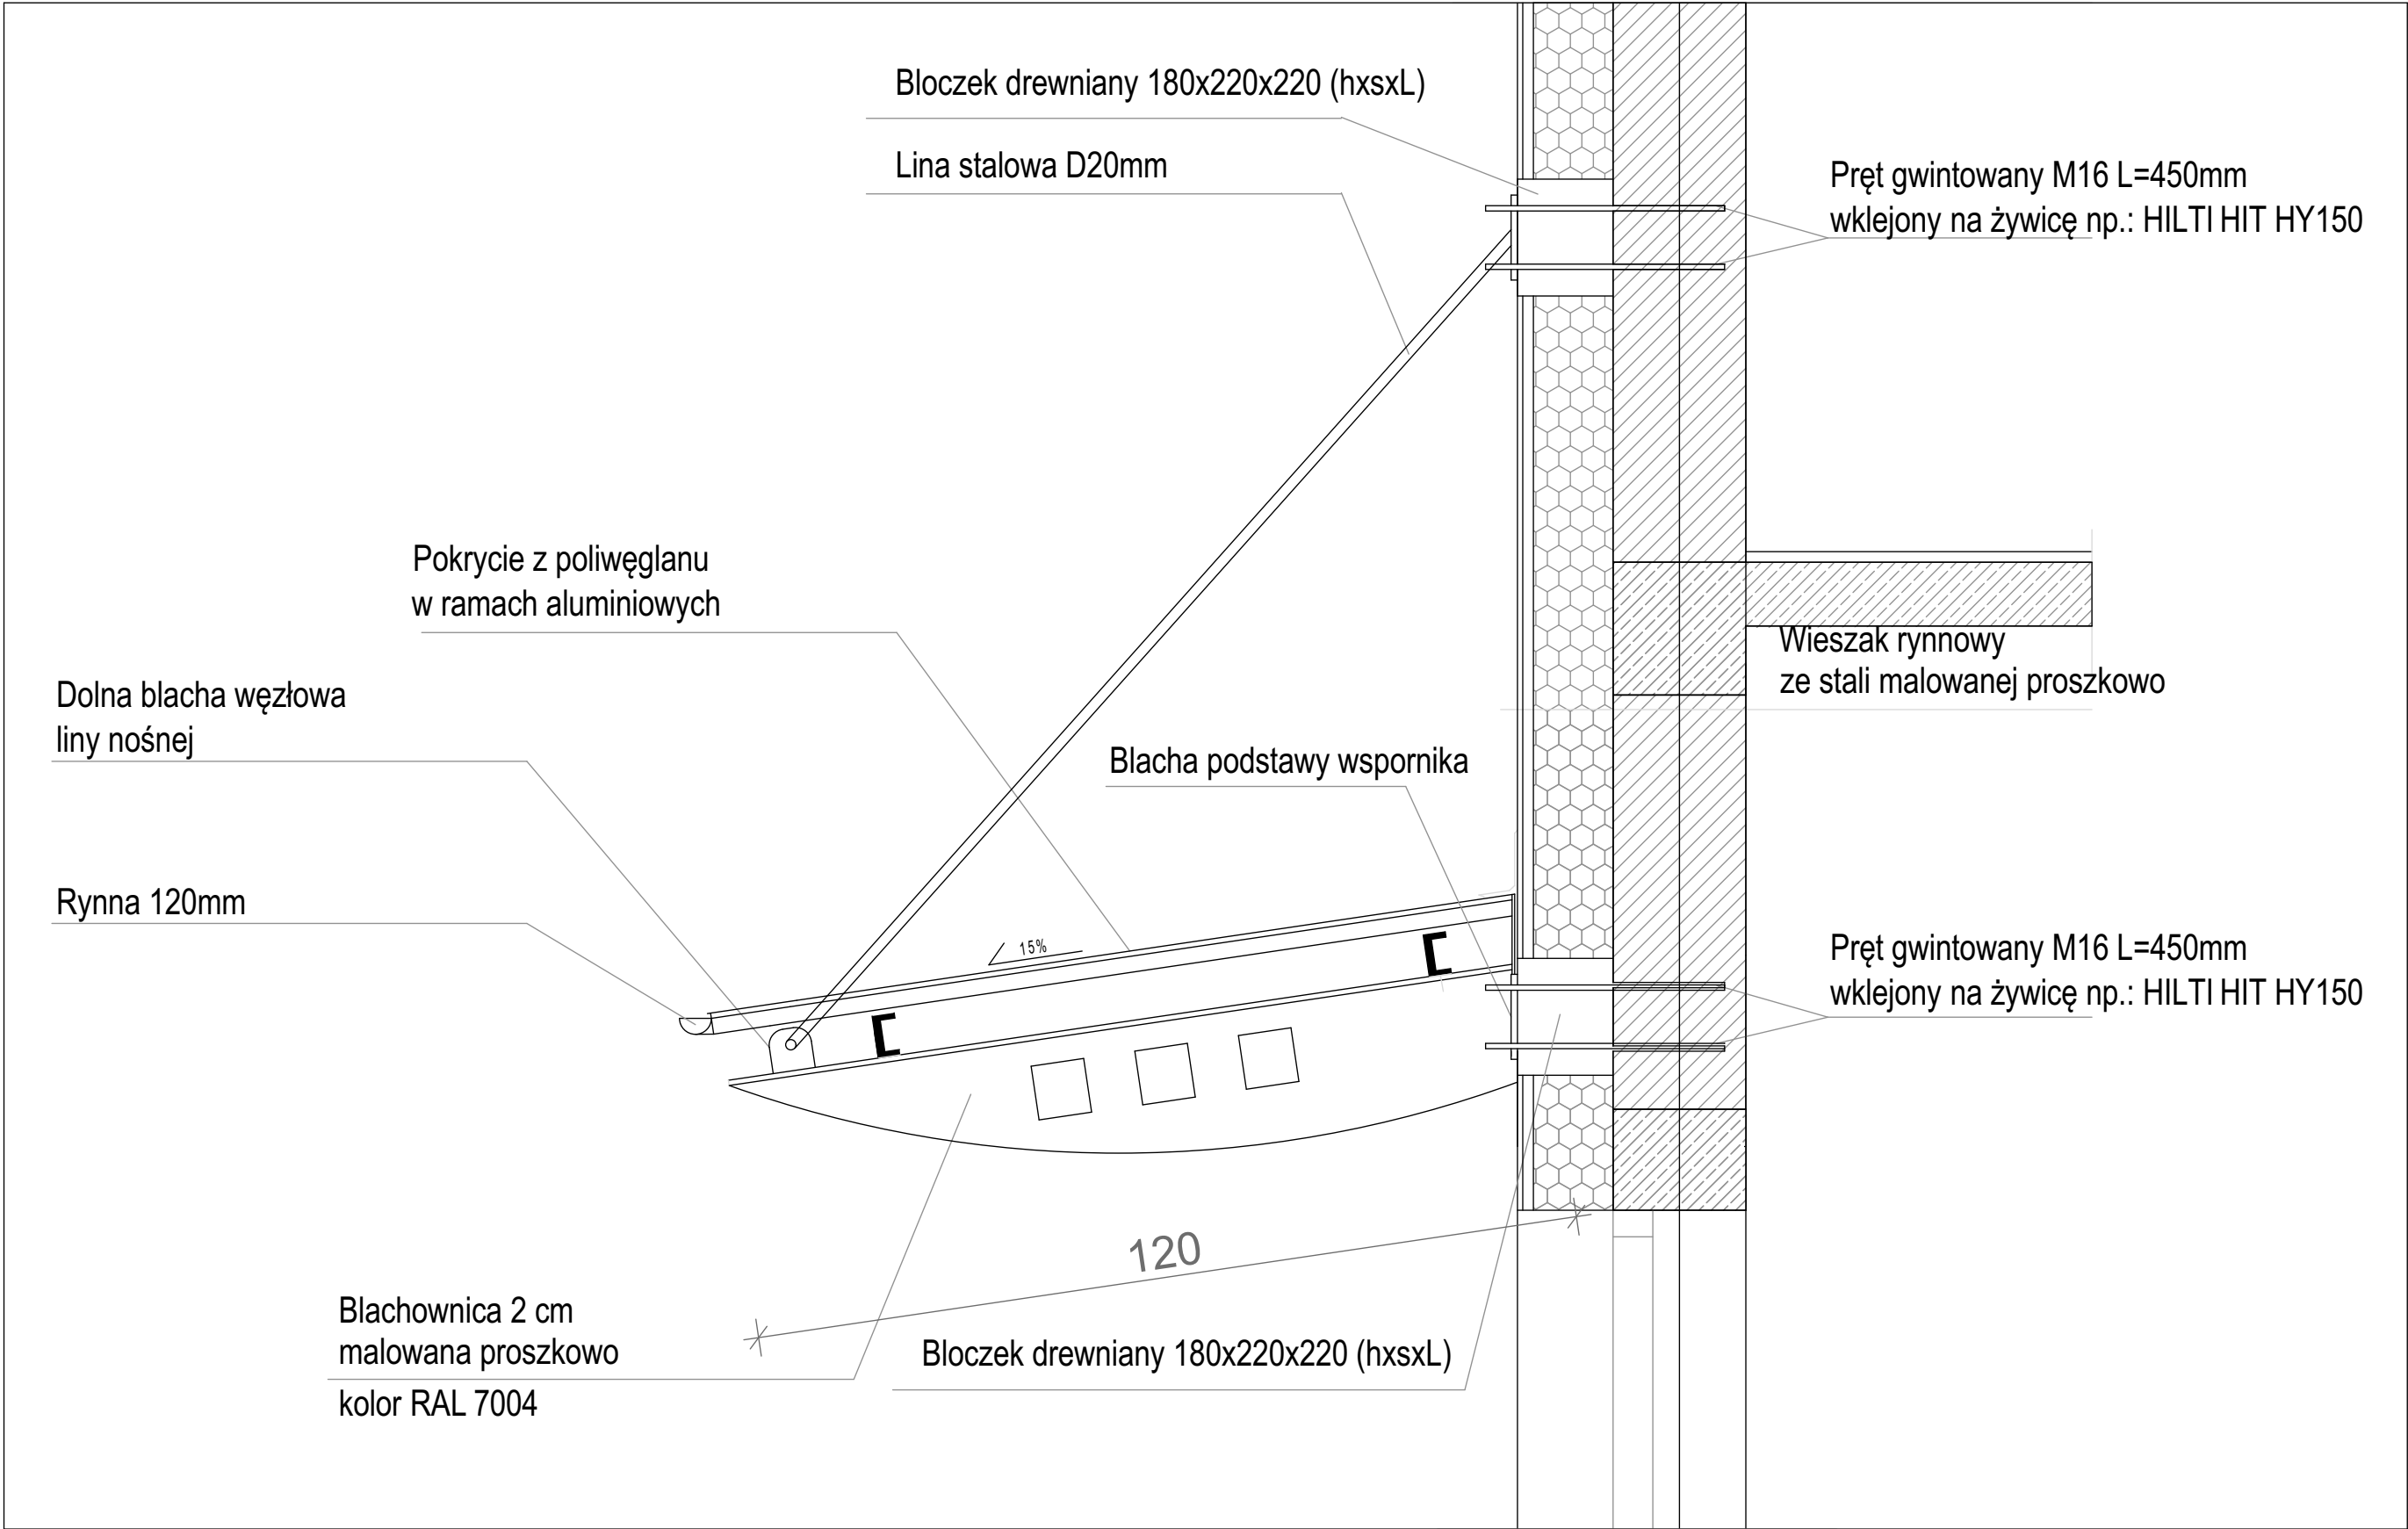 Bloczek drewniany 180x220x220 (hxsxL)
Lina stalowa D20mm
Pręt gwintowany M16 L=450mm
wklejony na żywicę np.: HILTI HIT HY150
Pokrycie z poliwęglanu
w ramach aluminiowych
Wieszak rynnowy
ze stali malowanej proszkowo
Dolna blacha węzłowa
liny nośnej
Blacha podstawy wspornika
Rynna 120mm
15%
Pręt gwintowany M16 L=450mm
wklejony na żywicę np.: HILTI HIT HY150
120
Blachownica 2 cm
malowana proszkowo
kolor RAL 7004
Bloczek drewniany 180x220x220 (hxsxL)